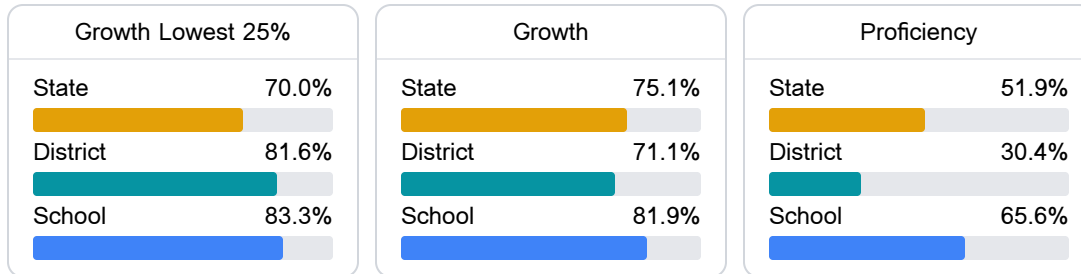 Growth Lowest 25%
State 70.0%
District 81.6%
School 83.3%
Growth
State 75.1%
District 71.1%
School 81.9%
Proficiency
State 51.9%
District 30.4%
School 65.6%